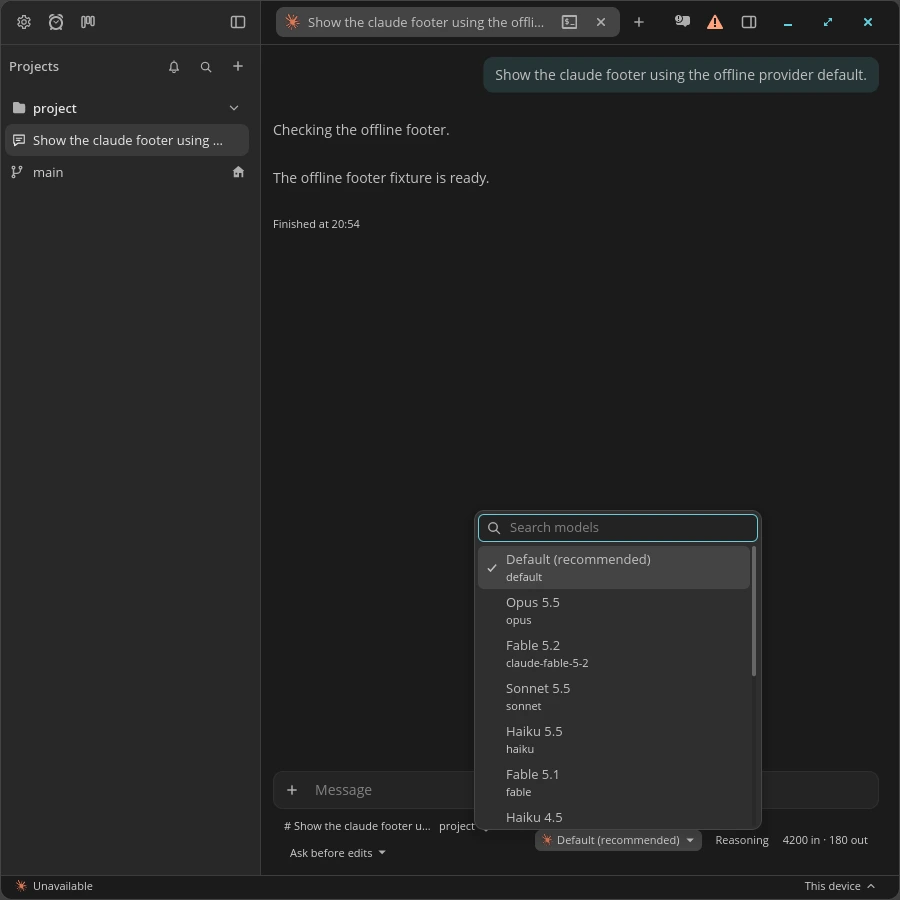 Show the claude footer using the offli...
Projects
project
Show the claude footer using ...
main
Show the claude footer using the offline provider default.
Checking the offline footer.
The offline footer fixture is ready.
Finished at 20:54
Search models
Default (recommended)
default
Opus 5.5
opus
Fable 5.2
claude-fable-5-2
Sonnet 5.5
sonnet
Haiku 5.5
haiku
Fable 5.1
fable
Haiku 4.5
Message
# Show the claude footer u... project
Default (recommended) Reasoning 4200 in · 180 out
Ask before edits
Unavailable
This device